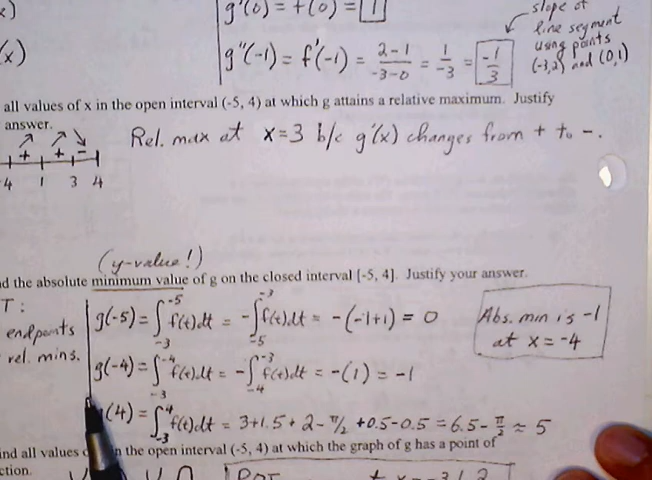 x)
g'(0) = f(0) = 1
slope of
line segment
using points
(-3,2) and (0,1)
(x)
g"(-1) = f'(-1) = 2-1/-3-0 = 1/-3 = -1/3
all values of x in the open interval (-5, 4) at which g attains a relative maximum. Justify
answer.
Rel. max at x=3 b/c g'(x) changes from + to -.
+ + -
4 1 3 4
(y-value!)
d the absolute minimum value of g on the closed interval [-5, 4]. Justify your answer.
T:
endpoints
rel. mins.
g(-5) = ∫_{-3}^{-5} f(t)dt = -∫_{-5}^{-3} f(t)dt = -(-1+1) = 0
g(-4) = ∫_{-3}^{-4} f(t)dt = -∫_{-4}^{-3} f(t)dt = -(1) = -1
(4) = ∫_{-3}^{4} f(t)dt = 3+1.5+2-π/2+0.5-0.5 = 6.5-π/2 ≈ 5
Abs. min is -1
at x=-4
ind all values in the open interval (-5, 4) at which the graph of g has a point of
ction.